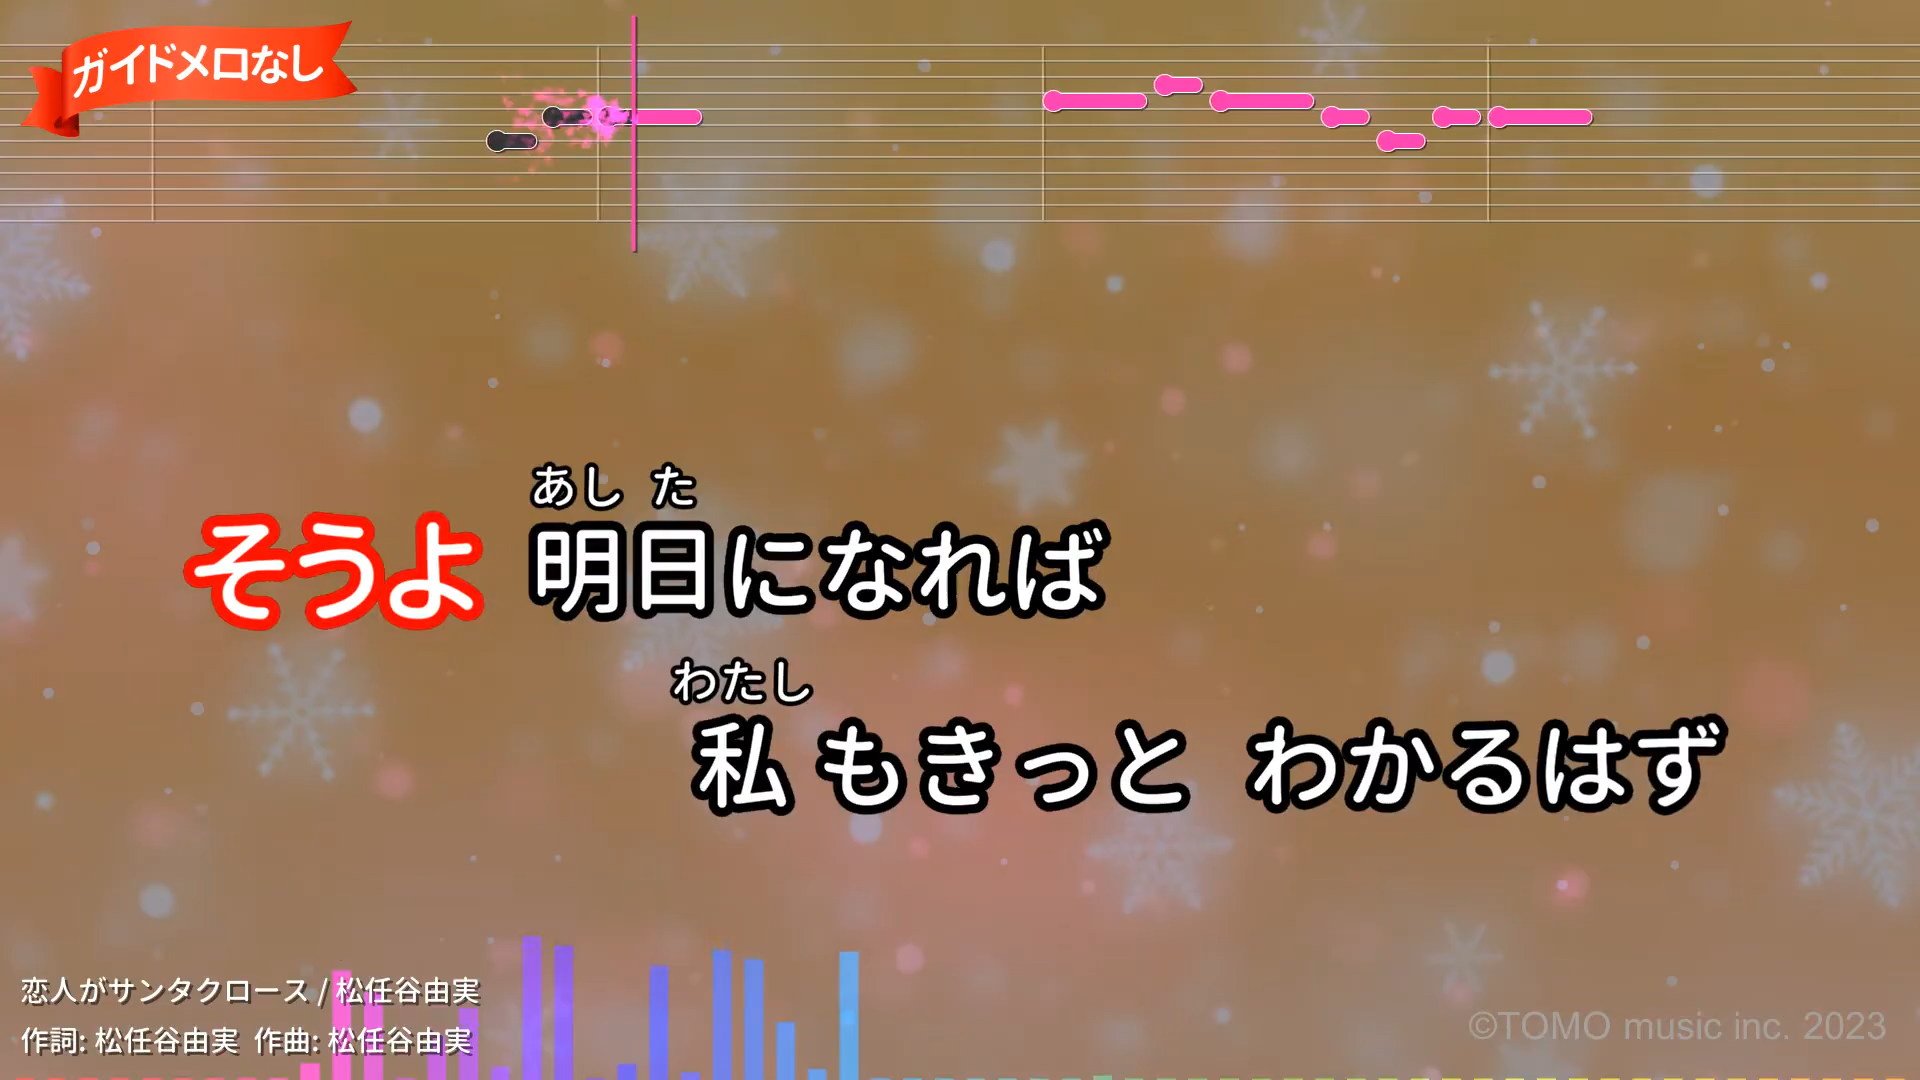 ガイドメロなし
あした
そうよ 明日になれば
わたし
私もきっと わかるはず
恋人がサンタクロース / 松任谷由実
作詞: 松任谷由実 作曲: 松任谷由実
©TOMO music inc. 2023